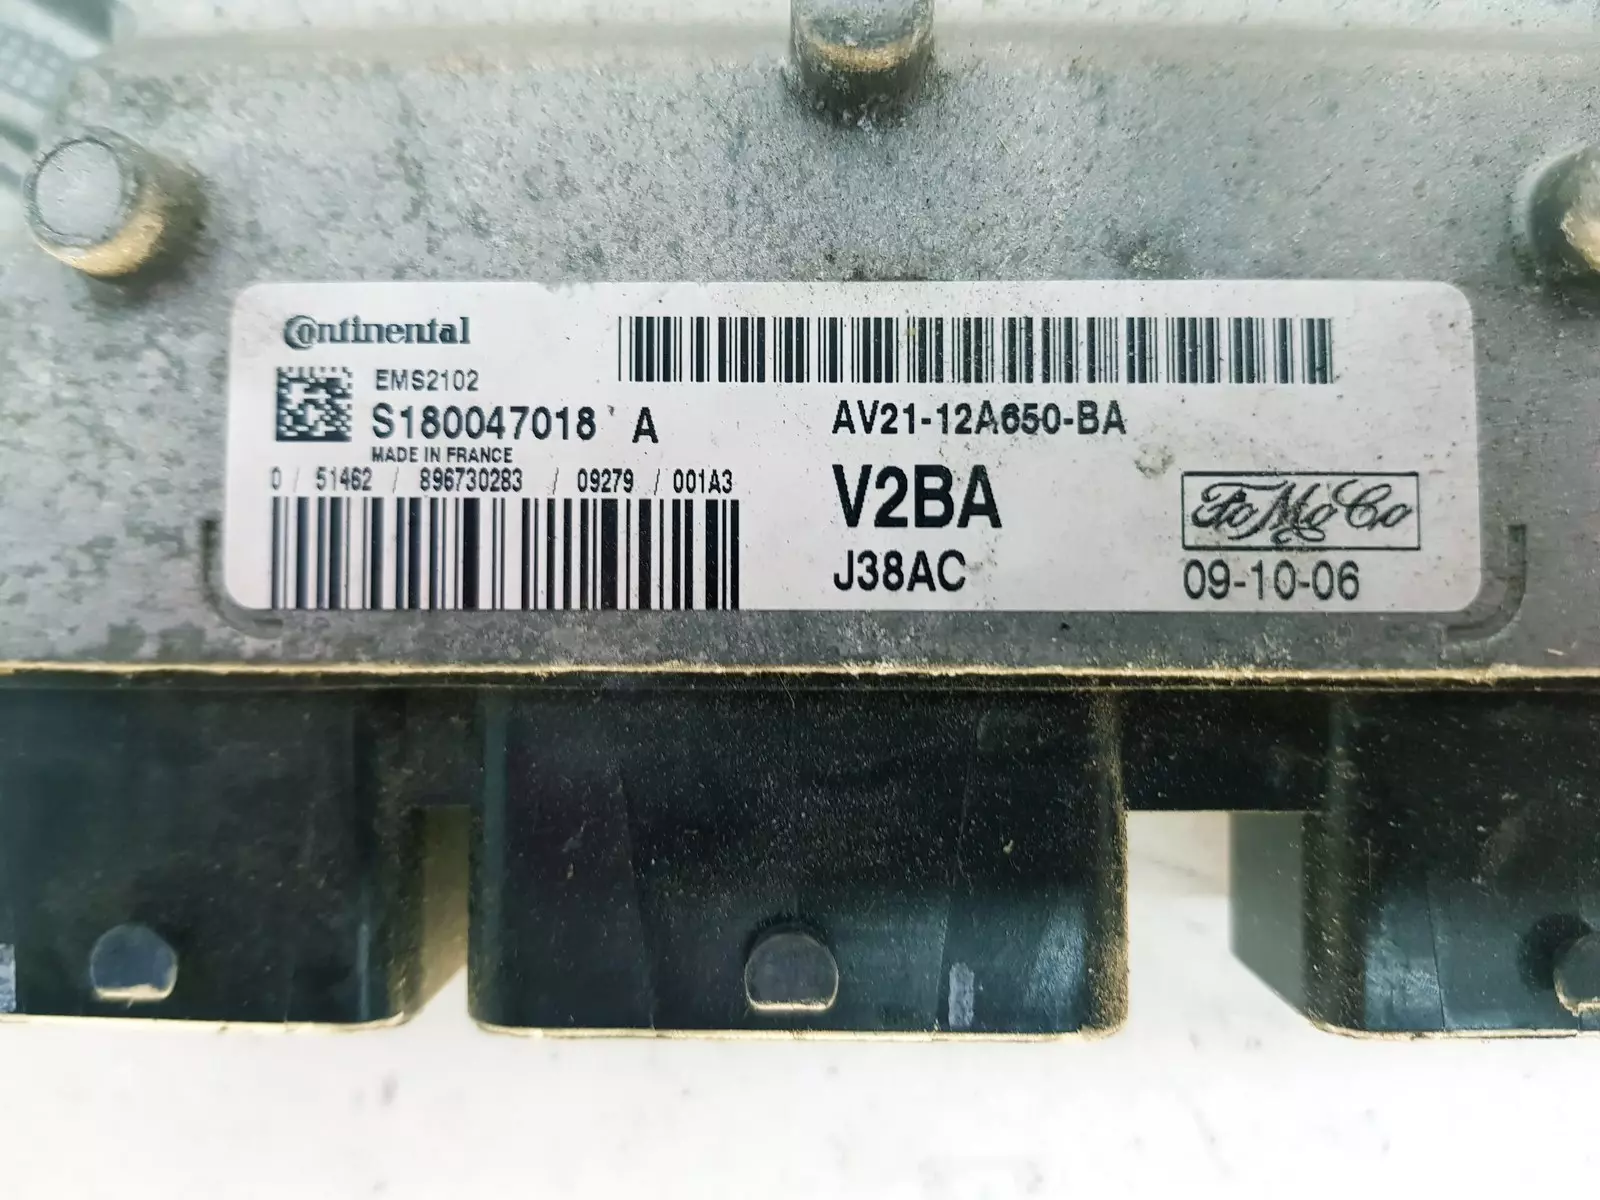 Continental
EMS2102
S180047018 A
MADE IN FRANCE
0 / 51462 / 896730283 / 09279 / 001A3
AV21-12A650-BA
V2BA
J38AC
FoMoCo
09-10-06